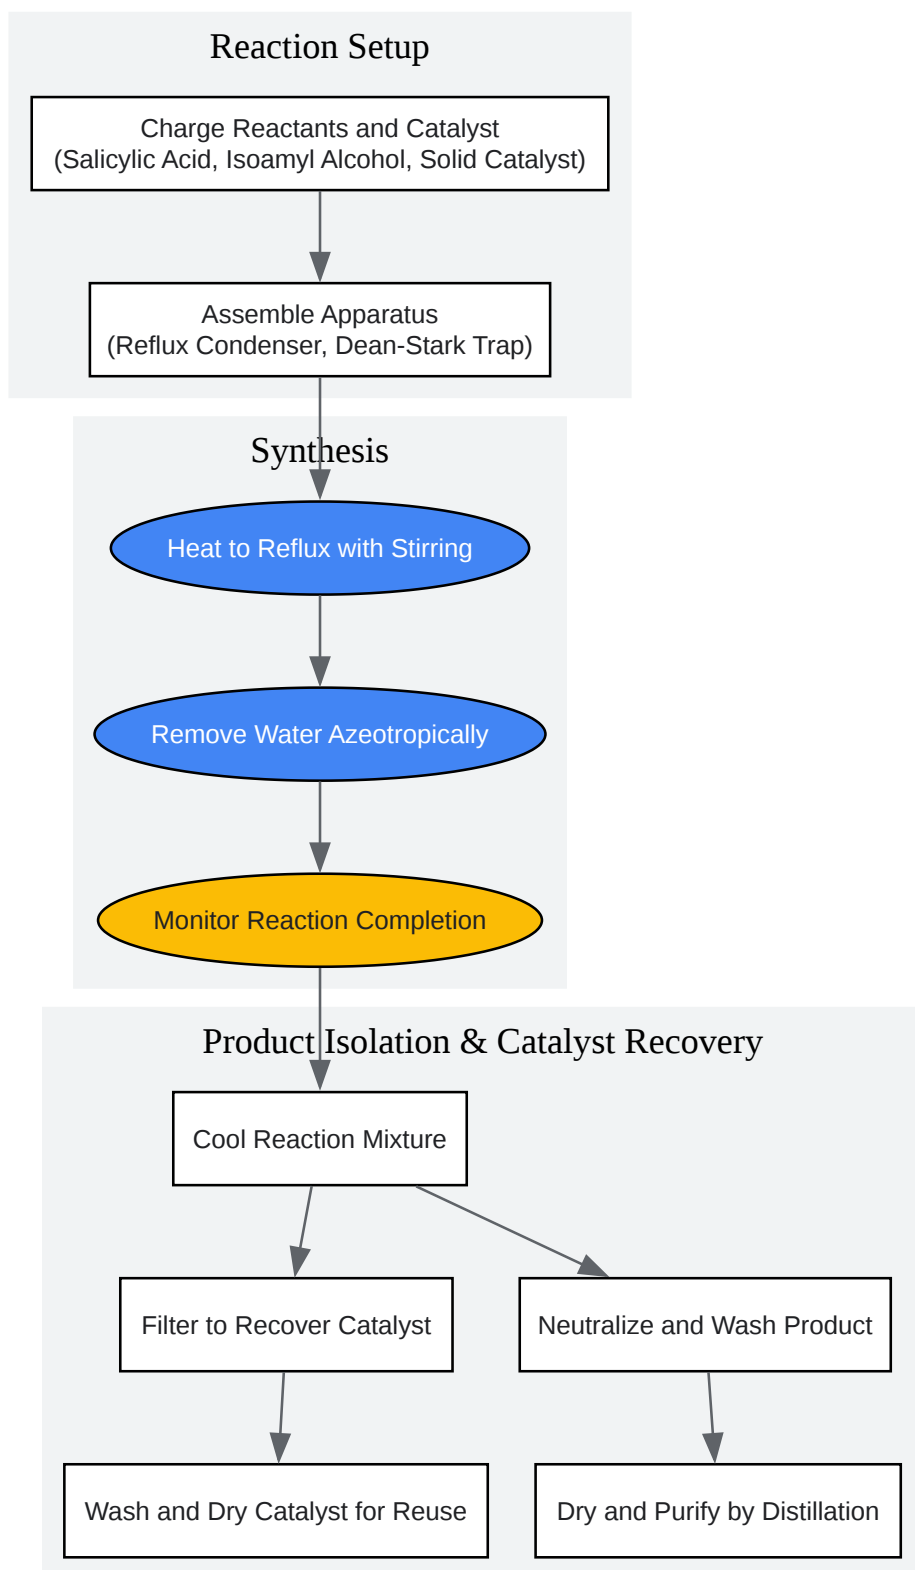 Reaction Setup
Charge Reactants and Catalyst
(Salicylic Acid, Isoamyl Alcohol, Solid Catalyst)
Assemble Apparatus
(Reflux Condenser, Dean-Stark Trap)
Synthesis
Heat to Reflux with Stirring
Remove Water Azeotropically
Monitor Reaction Completion
Product Isolation & Catalyst Recovery
Cool Reaction Mixture
Filter to Recover Catalyst
Neutralize and Wash Product
Wash and Dry Catalyst for Reuse
Dry and Purify by Distillation